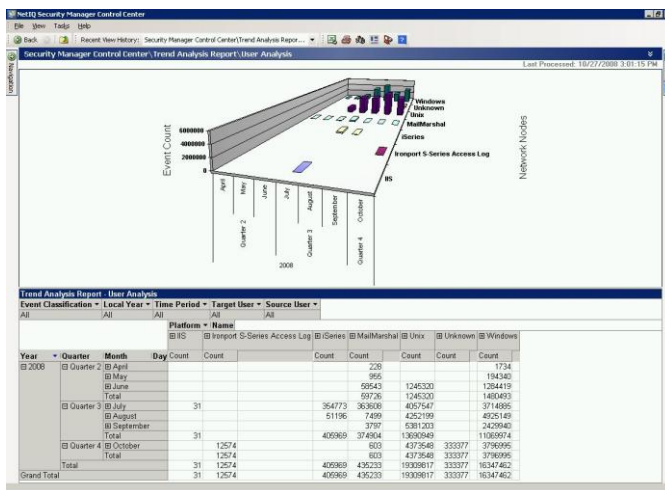 NetIQ Security Manager Control Center
File View Tasks Help
Back Recent View History: Security Manager Control Center\Trend Analysis Repor...
Security Manager Control Center\Trend Analysis Report\User Analysis
Navigation
Last Processed: 10/27/2008 3:01:15 PM
Event Count
6000000
4000000
2000000
0
Windows
Unknown
Unix
MailMarshal
iSeries
Ironport S-Series Access Log
IIS
Network Nodes
April May June July August September October
Quarter 2 Quarter 3 Quarter 4
2008
Trend Analysis Report - User Analysis
Event Classification Local Year Time Period Target User Source User
All All All All All
Platform Name
IIS Ironport S-Series Access Log iSeries MailMarshal Unix Unknown Windows
Year Quarter Month Day Count Count Count Count Count Count Count
2008 Quarter 2 April 228 1734
May 955 194340
June 58543 1245320 1284419
Total 59726 1245320 1480493
Quarter 3 July 31 354773 363608 4057547 3714885
August 51196 7499 4252199 4925149
September 3797 5381203 2429940
Total 31 405969 374904 13690949 11069974
Quarter 4 October 12574 603 4373548 333377 3796995
Total 12574 603 4373548 333377 3796995
Total 31 12574 405969 435233 19309817 333377 16347462
Grand Total 31 12574 405969 435233 19309817 333377 16347462